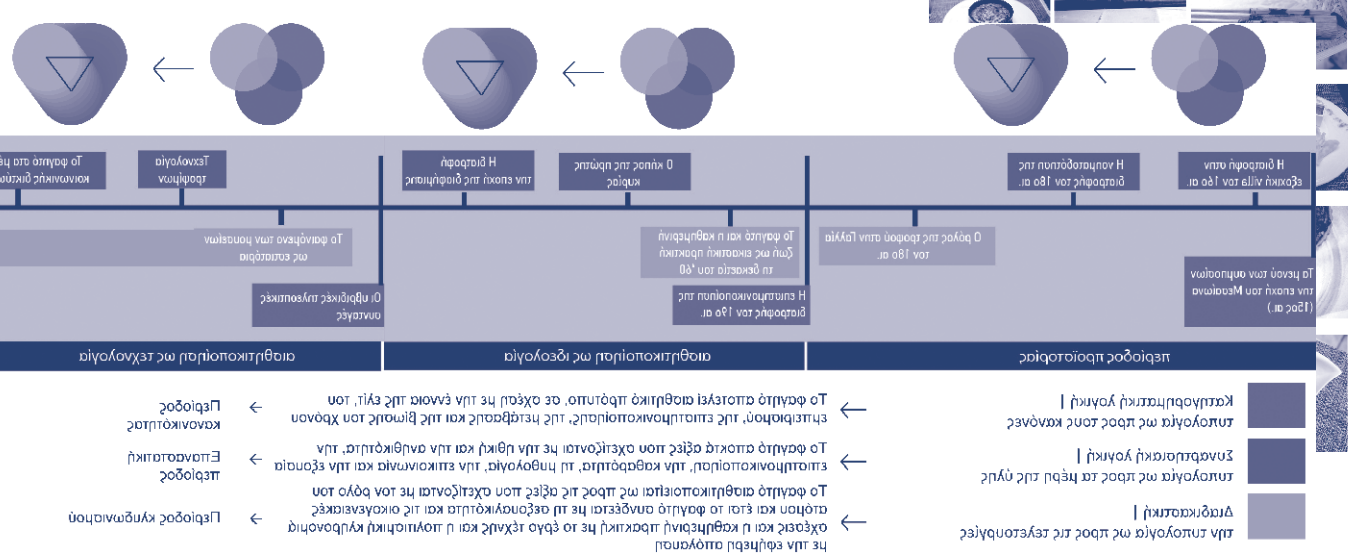 Η διατροφή στην
εξοχική villa τον 16ο αι.
Η νοηματοδότηση της
διατροφής τον 18ο αι.
Ο κήπος της πρώτης
κυρίας
Η διατροφή
την εποχή της διαφήμισης
Τεχνολογία
τροφίμων
Το φαγητό στα μέ
κοινωνικής δικτύω
Τα μενού των συμποσίων
την εποχή του Μεσαίωνα
(15ος αι.)
Ο ρόλος της τροφού στην Γαλλία
τον 18ο αι.
Το φαγητό και η καθημερινή
ζωή ως εικαστική πρακτική
τη δεκαετία του '60
Η επιστημονικοποίηση της
διατροφής τον 19ο αι.
Το φαινόμενο των μουσείων
ως εστιατόρια
Οι υβριδικές τηλεοπτικές
συνταγές
περίοδος προϊστορίας
αισθητικοποίηση ως ιδεολογία
αισθητικοποίηση ως τεχνολογία
Κατηγορηματική λογική |
τυπολογία ως προς τους κανόνες
Το φαγητό αποτελεί αισθητικό πρότυπο, σε σχέση με την έννοια της ελίτ, του
εμπειρισμού, της επιστημονικοποίησης, της μετάβασης και της βίωσης του χρόνου
Περίοδος
κανονικότητας
Συναρτησιακή λογική |
τυπολογία ως προς τα μέρη της ύλης
Το φαγητό αποκτά αξίες που σχετίζονται με την ηθική και την ανηθικότητα, την
επιστημονικοποίηση, την καθαρότητα, τη μυθολογία, την επικοινωνία και την εξουσία
Επαναστατική
περίοδος
Διαδικαστική |
την τυπολογία ως προς τις τελετουργίες
Το φαγητό αισθητικοποιείται ως προς τις αξίες που σχετίζονται με τον ρόλο του
ατόμου και έτσι το φαγητό συνδέεται με τη σεξουαλικότητα και τις οικογενειακές
σχέσεις και η καθημερινή πρακτική με το έργο τέχνης και η πολιτισμική κληρονομιά
με την εφήμερη απόλαυση
Περίοδος κλυδωνισμού